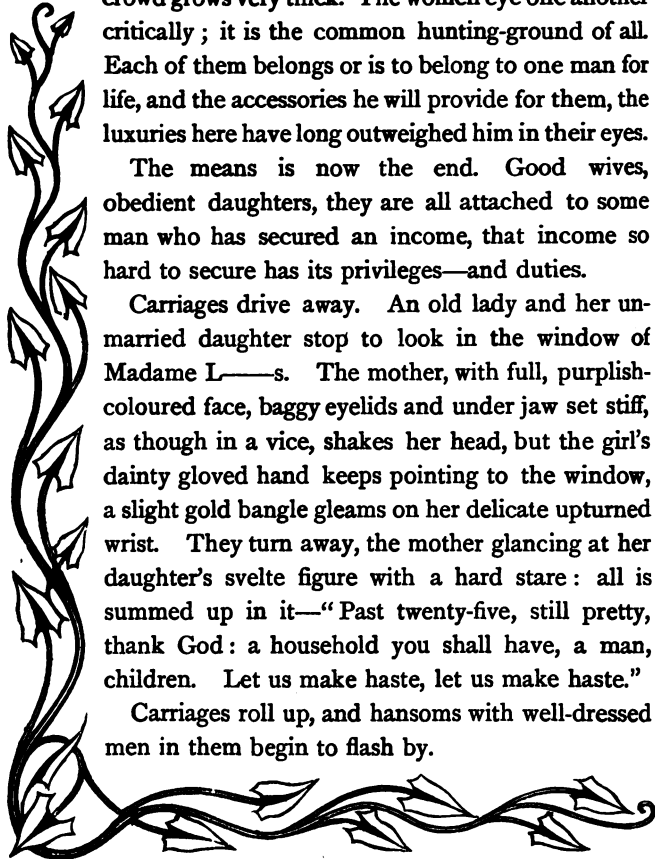 crowd grows very thick. The women eye one another
critically ; it is the common hunting-ground of all.
Each of them belongs or is to belong to one man for
life, and the accessories he will provide for them, the
luxuries here have long outweighed him in their eyes.
The means is now the end. Good wives,
obedient daughters, they are all attached to some
man who has secured an income, that income so
hard to secure has its privileges—and duties.
Carriages drive away. An old lady and her un-
married daughter stop to look in the window of
Madame L——s. The mother, with full, purplish-
coloured face, baggy eyelids and under jaw set stiff,
as though in a vice, shakes her head, but the girl's
dainty gloved hand keeps pointing to the window,
a slight gold bangle gleams on her delicate upturned
wrist. They turn away, the mother glancing at her
daughter's svelte figure with a hard stare : all is
summed up in it—“ Past twenty-five, still pretty,
thank God : a household you shall have, a man,
children. Let us make haste, let us make haste.”
Carriages roll up, and hansoms with well-dressed
men in them begin to flash by.